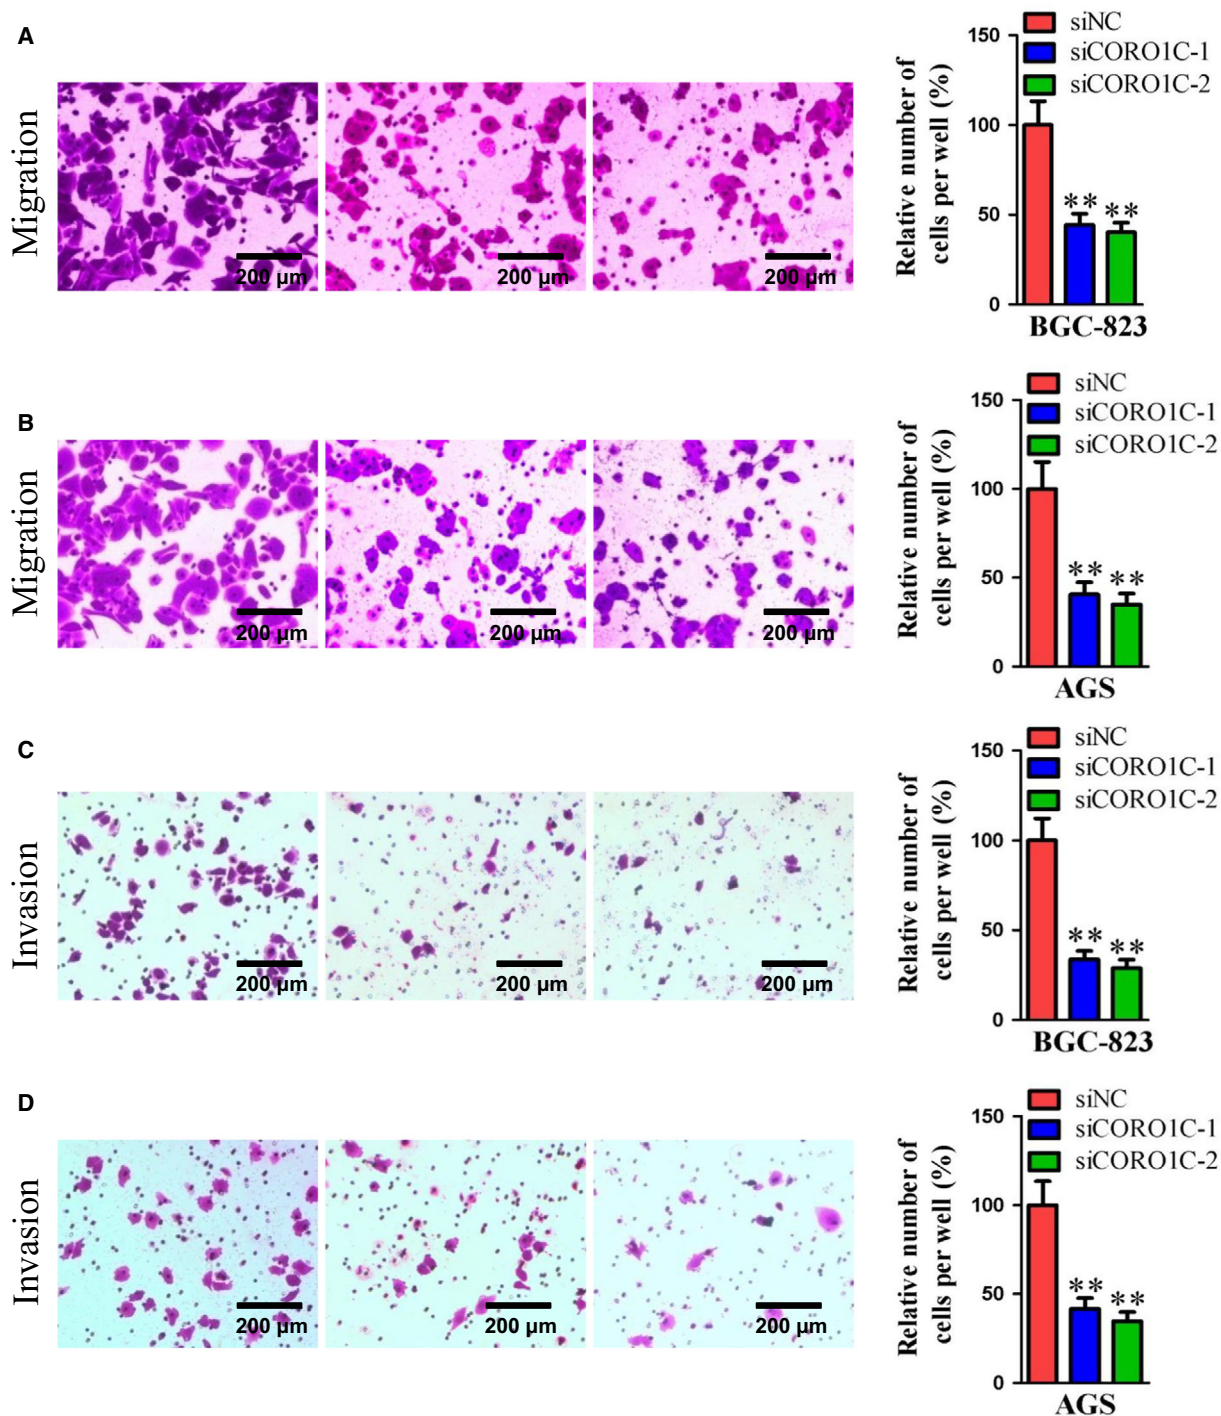 A
Migration
200 µm
200 µm
200 µm
Relative number of
cells per well (%)
siNC
siCORO1C-1
siCORO1C-2
150
100
50
0
**
**
BGC-823
B
Migration
200 µm
200 µm
200 µm
Relative number of
cells per well (%)
siNC
siCORO1C-1
siCORO1C-2
150
100
50
0
**
**
AGS
C
Invasion
200 µm
200 µm
200 µm
Relative number of
cells per well (%)
siNC
siCORO1C-1
siCORO1C-2
150
100
50
0
**
**
BGC-823
D
Invasion
200 µm
200 µm
200 µm
Relative number of
cells per well (%)
siNC
siCORO1C-1
siCORO1C-2
150
100
50
0
**
**
AGS